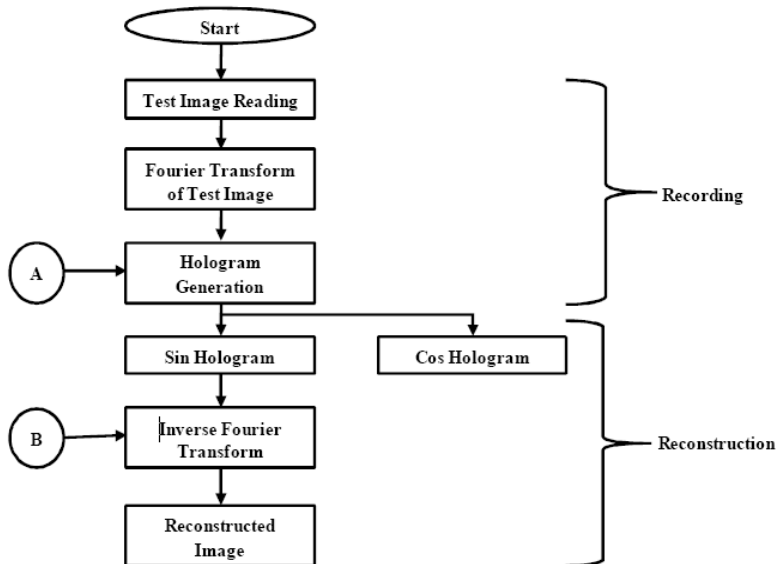 Start
Test Image Reading
Fourier Transform
of Test Image
Recording
A
Hologram
Generation
Sin Hologram
Cos Hologram
B
Inverse Fourier
Transform
Reconstruction
Reconstructed
Image